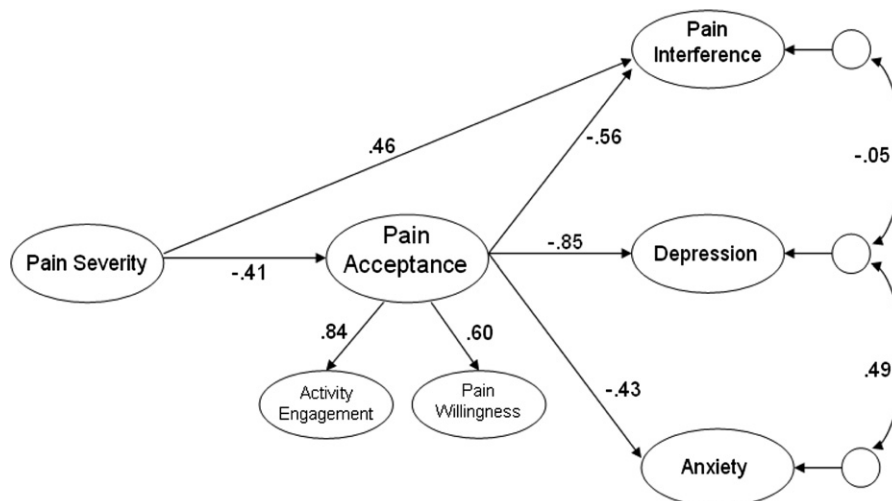 Pain
Interference
.46
-.56
-.05
Pain Severity
-.41
Pain
Acceptance
-.85
Depression
.84
.60
.49
Activity
Engagement
Pain
Willingness
-.43
Anxiety